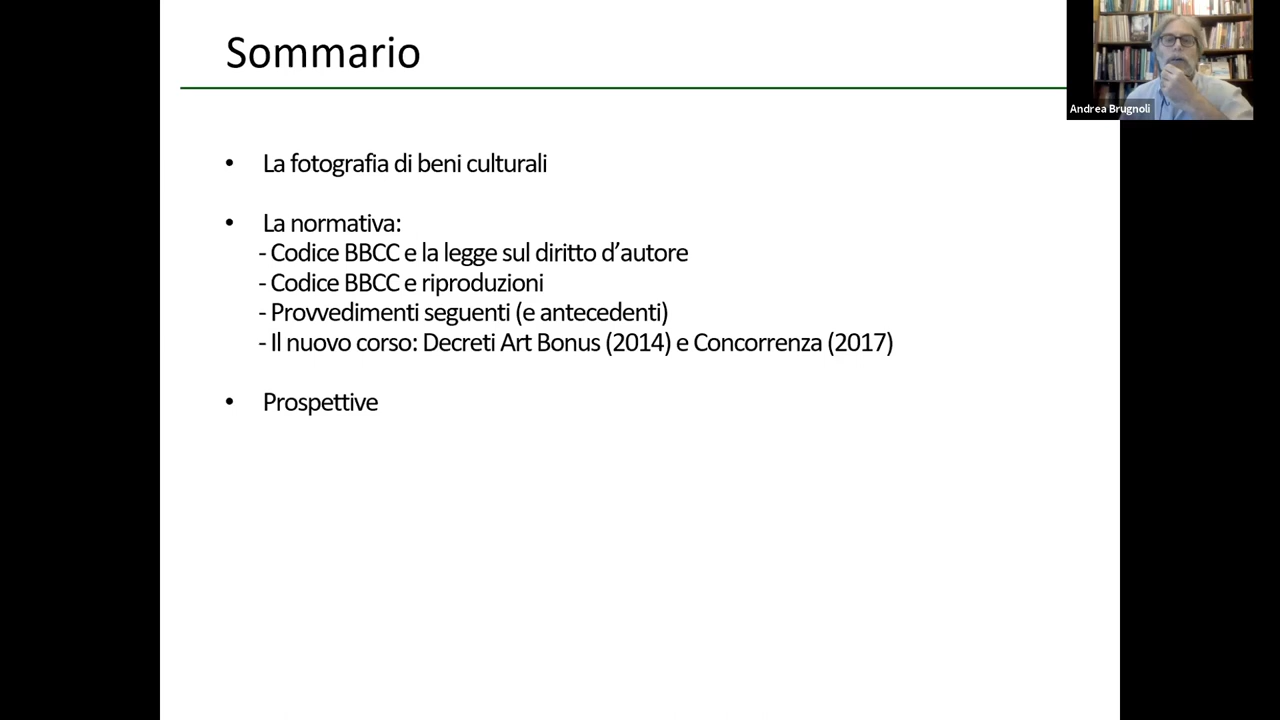 Sommario
Andrea Brugnoli
• La fotografia di beni culturali
• La normativa:
- Codice BBCC e la legge sul diritto d’autore
- Codice BBCC e riproduzioni
- Provvedimenti seguenti (e antecedenti)
- Il nuovo corso: Decreti Art Bonus (2014) e Concorrenza (2017)
• Prospettive